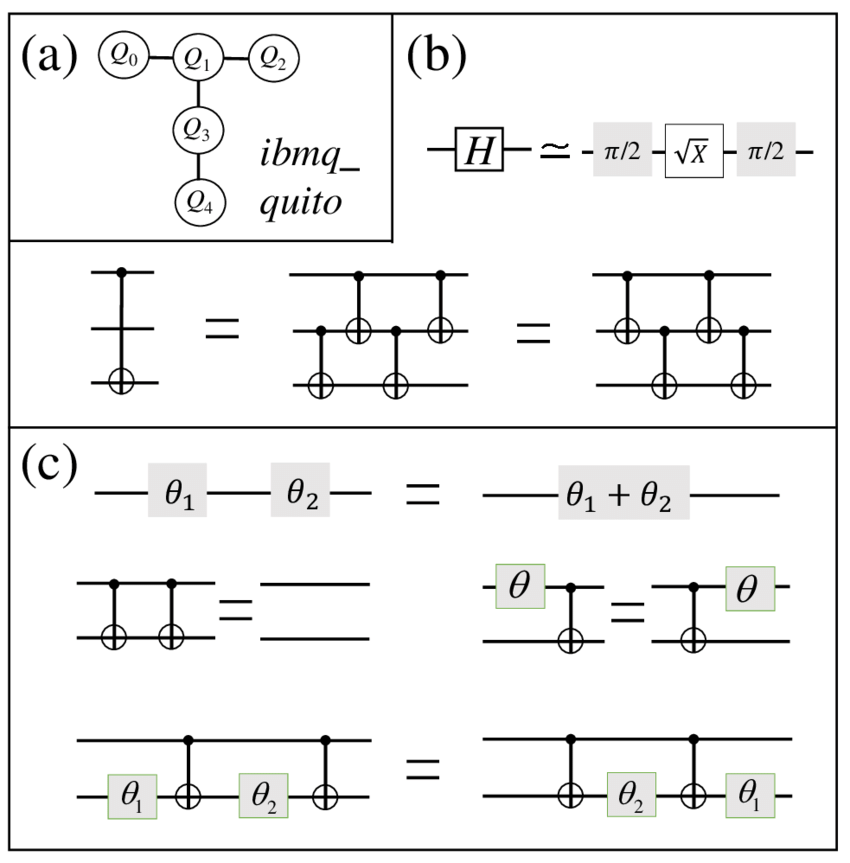 (a) Q₀ Q₁ Q₂
Q₃
Q₄
ibmq_
quito
(b)
H ≃ π/2 √X π/2
= =
(c)
θ₁ θ₂ = θ₁ + θ₂
= θ = θ
θ₁ θ₂ = θ₂ θ₁